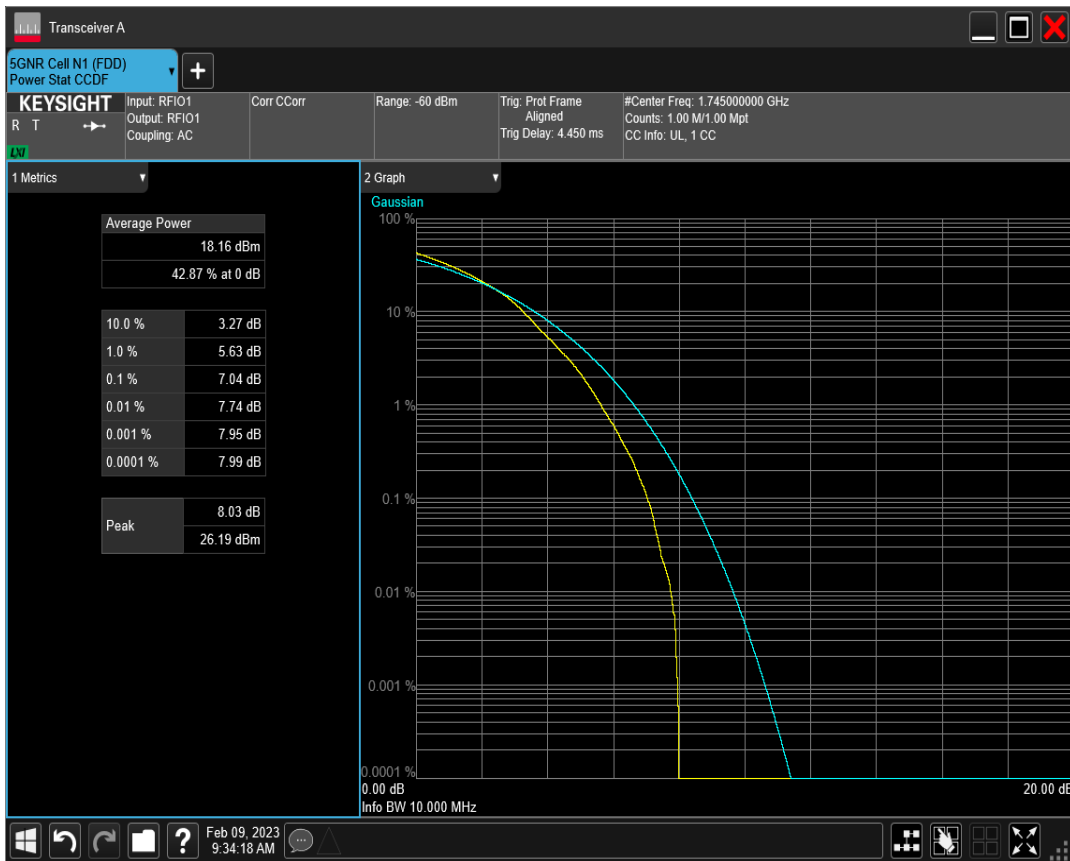 Transceiver A
5GNR Cell N1 (FDD)
Power Stat CCDF
KEYSIGHT
R T
LXI
Input: RFIO1
Output: RFIO1
Coupling: AC
Corr CCorr
Range: -60 dBm
Trig: Prot Frame
Aligned
Trig Delay: 4.450 ms
#Center Freq: 1.745000000 GHz
Counts: 1.00 M/1.00 Mpt
CC Info: UL, 1 CC
1 Metrics
Average Power
18.16 dBm
42.87 % at 0 dB
10.0 % 3.27 dB
1.0 % 5.63 dB
0.1 % 7.04 dB
0.01 % 7.74 dB
0.001 % 7.95 dB
0.0001 % 7.99 dB
Peak 8.03 dB
26.19 dBm
2 Graph
Gaussian
100 %
10 %
1 %
0.1 %
0.01 %
0.001 %
0.0001 %
0.00 dB 20.00 dB
Info BW 10.000 MHz
?
Feb 09, 2023
9:34:18 AM